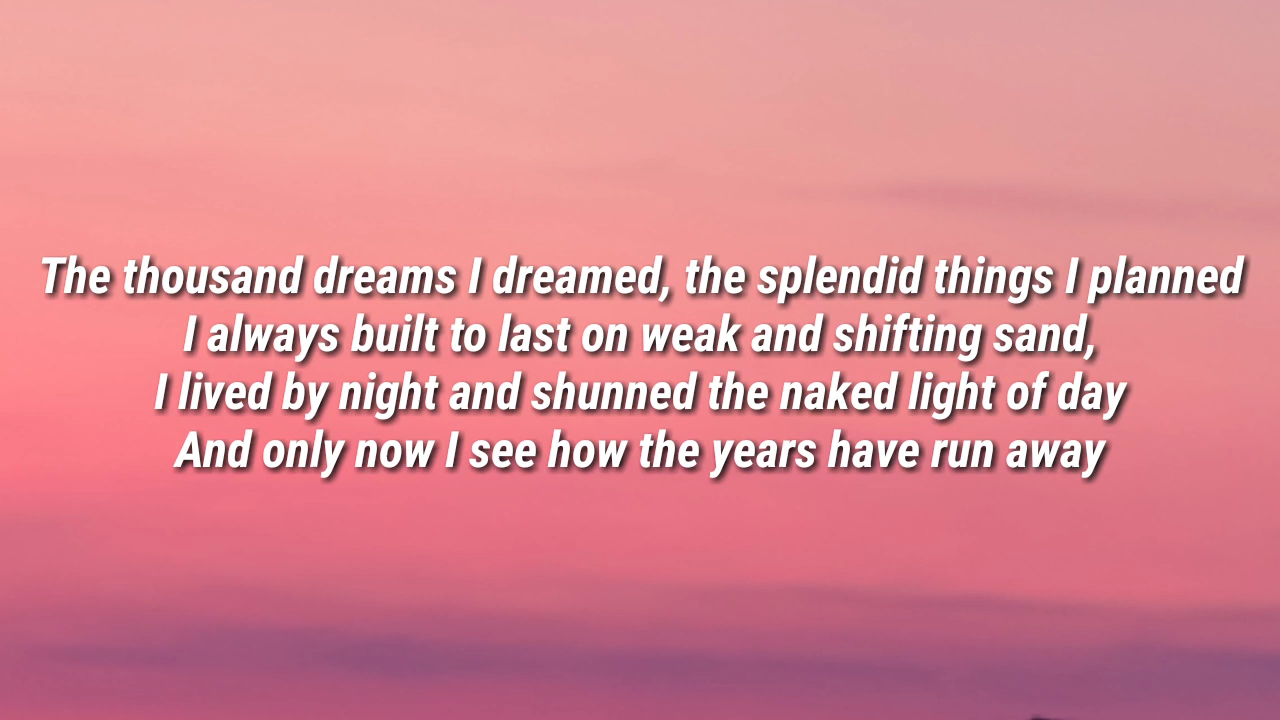 The thousand dreams I dreamed, the splendid things I planned
I always built to last on weak and shifting sand,
I lived by night and shunned the naked light of day
And only now I see how the years have run away